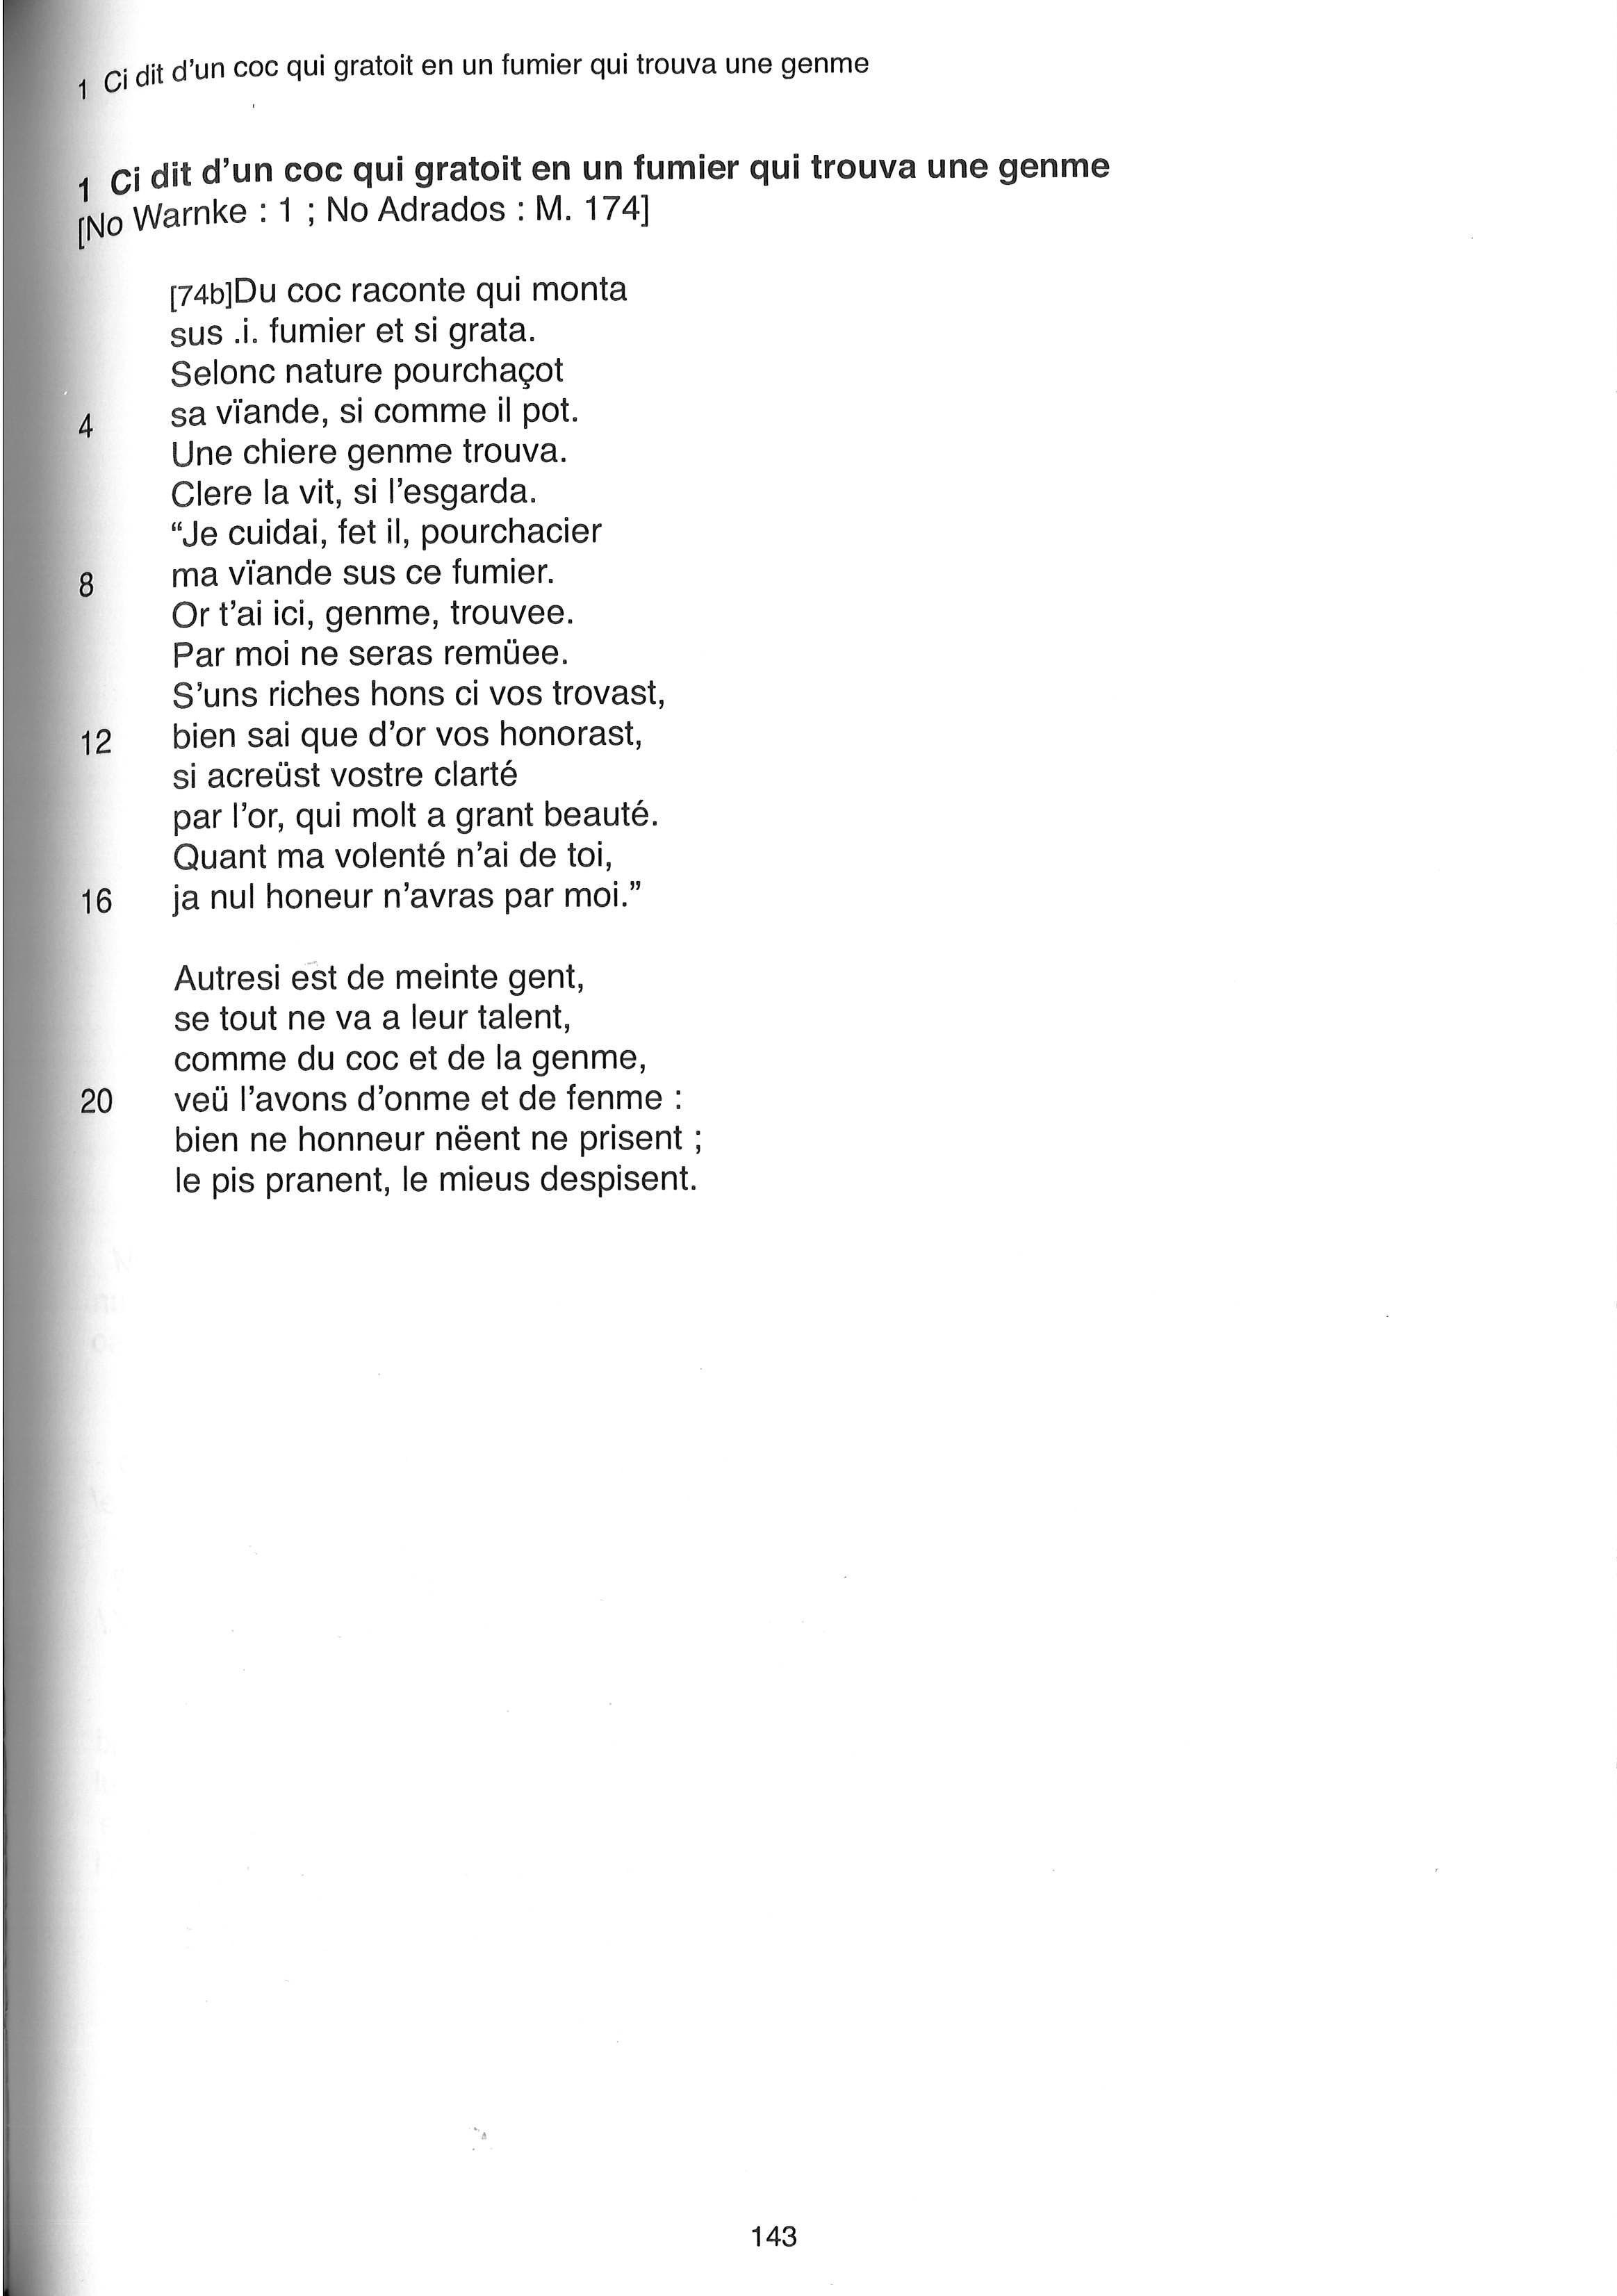 1 Ci dit d'un coc qui gratoit en un fumier qui trouva une genme
1 Ci dit d'un coc qui gratoit en un fumier qui trouva une genme
[No Warnke : 1 ; No Adrados : M. 174]
[74b]Du coc raconte qui monta
sus .i. fumier et si grata.
Selonc nature pourchaçot
4 sa vïande, si comme il pot.
Une chiere genme trouva.
Clere la vit, si l'esgarda.
“Je cuidai, fet il, pourchacier
8 ma vïande sus ce fumier.
Or t'ai ici, genme, trouvee.
Par moi ne seras remüee.
S'uns riches hons ci vos trovast,
12 bien sai que d'or vos honorast,
si acreüst vostre clarté
par l'or, qui molt a grant beauté.
Quant ma volenté n'ai de toi,
16 ja nul honeur n'avras par moi.”
Autresi est de meinte gent,
se tout ne va a leur talent,
comme du coc et de la genme,
20 veü l'avons d'onme et de fenme :
bien ne honneur nëent ne prisent ;
le pis pranent, le mieus despisent.
143